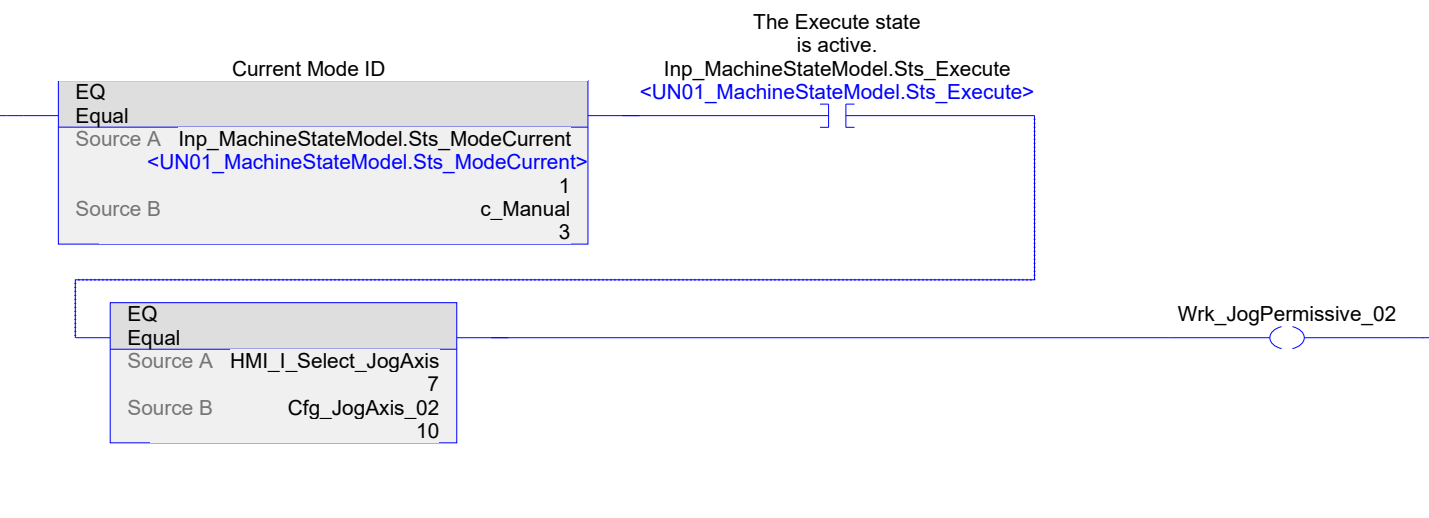 The Execute state
is active.
Current Mode ID
Inp_MachineStateModel.Sts_Execute
<UN01_MachineStateModel.Sts_Execute>
EQ
Equal
Source A Inp_MachineStateModel.Sts_ModeCurrent
<UN01_MachineStateModel.Sts_ModeCurrent>
1
Source B c_Manual
3
EQ
Equal
Source A HMI_I_Select_JogAxis
7
Source B Cfg_JogAxis_02
10
Wrk_JogPermissive_02